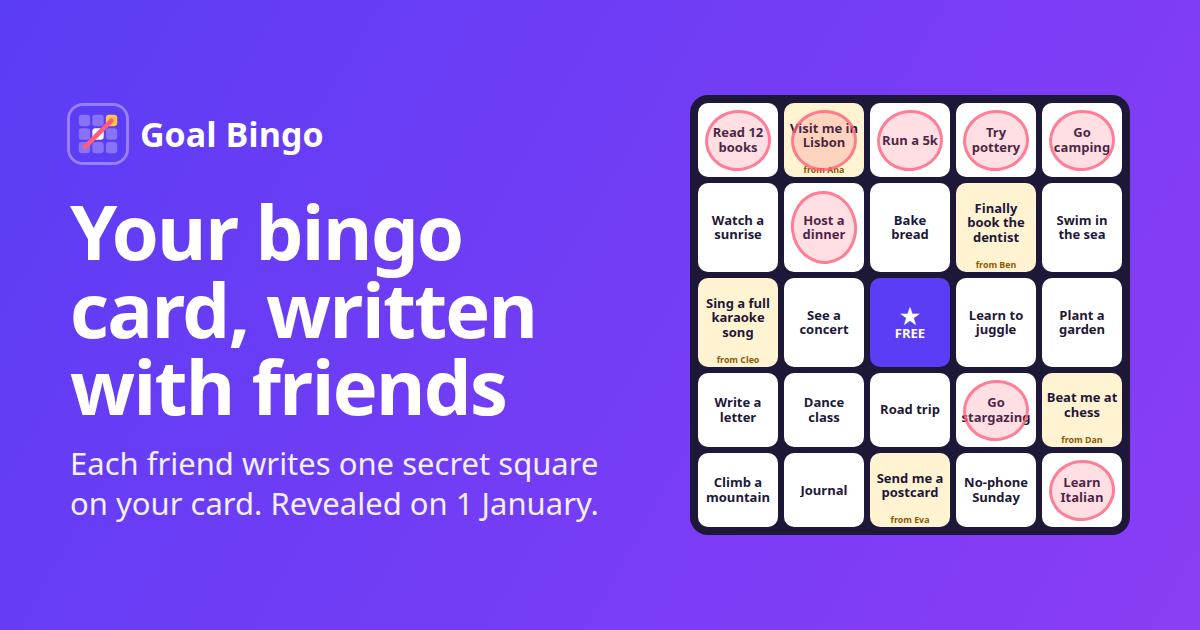 Goal Bingo
Your bingo
card, written
with friends
Each friend writes one secret square
on your card. Revealed on 1 January.
Read 12
books
Visit me in
Lisbon
from Ana
Run a 5k
Try
pottery
Go
camping
Watch a
sunrise
Host a
dinner
Bake
bread
Finally
book the
dentist
from Ben
Swim in
the sea
Sing a full
karaoke
song
from Cleo
See a
concert
★
FREE
Learn to
juggle
Plant a
garden
Write a
letter
Dance
class
Road trip
Go
stargazing
Beat me at
chess
from Dan
Climb a
mountain
Journal
Send me a
postcard
from Eva
No-phone
Sunday
Learn
Italian